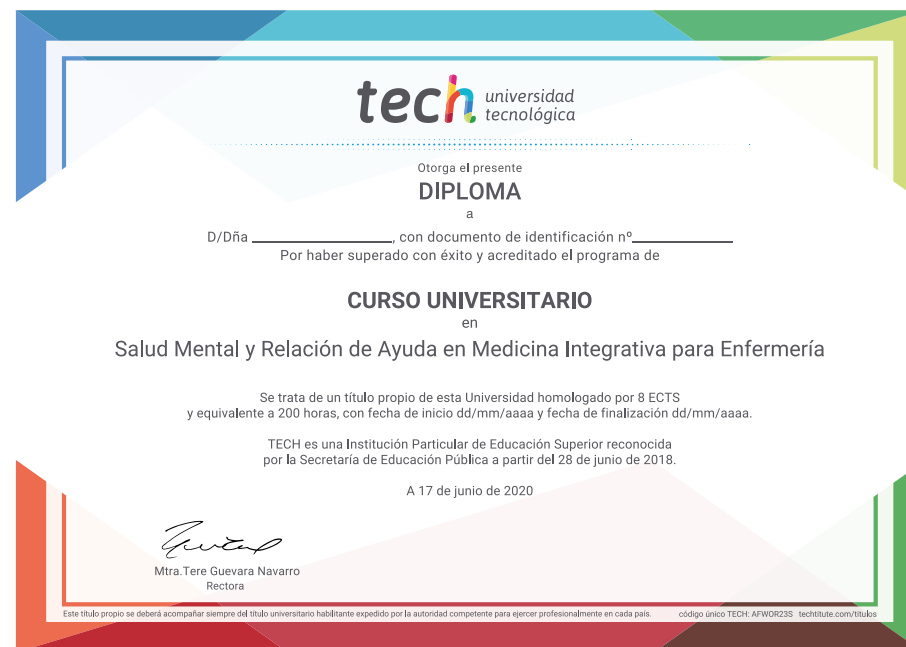 tech universidad
tecnológica
Otorga el presente
DIPLOMA
a
D/Dña ____________________, con documento de identificación nº______________
Por haber superado con éxito y acreditado el programa de
CURSO UNIVERSITARIO
en
Salud Mental y Relación de Ayuda en Medicina Integrativa para Enfermería
Se trata de un título propio de esta Universidad homologado por 8 ECTS
y equivalente a 200 horas, con fecha de inicio dd/mm/aaaa y fecha de finalización dd/mm/aaaa.
TECH es una Institución Particular de Educación Superior reconocida
por la Secretaría de Educación Pública a partir del 28 de junio de 2018.
A 17 de junio de 2020
Mtra.Tere Guevara Navarro
Rectora
Este título propio se deberá acompañar siempre del título universitario habilitante expedido por la autoridad competente para ejercer profesionalmente en cada país. código único TECH: AFWOR23S techtitute.com/titulos